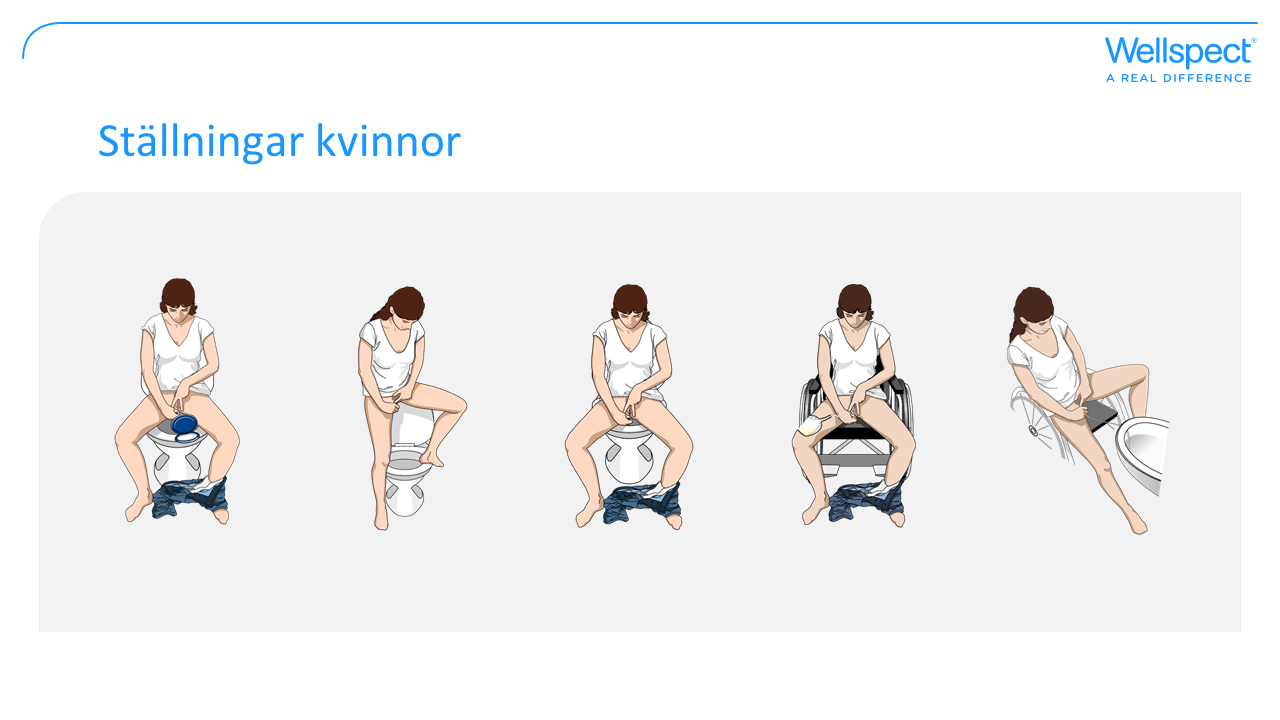 Wellspect®
A REAL DIFFERENCE
Ställningar kvinnor